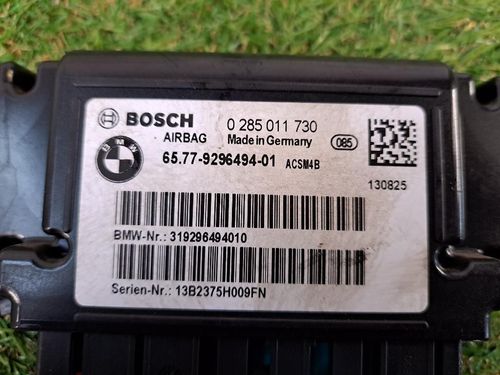 BOSCH 0 285 011 730
AIRBAG Made in Germany 085
BMW 65.77-9296494-01 ACSM4B
130825
BMW-Nr.: 319296494010
Serien-Nr.: 13B2375H009FN